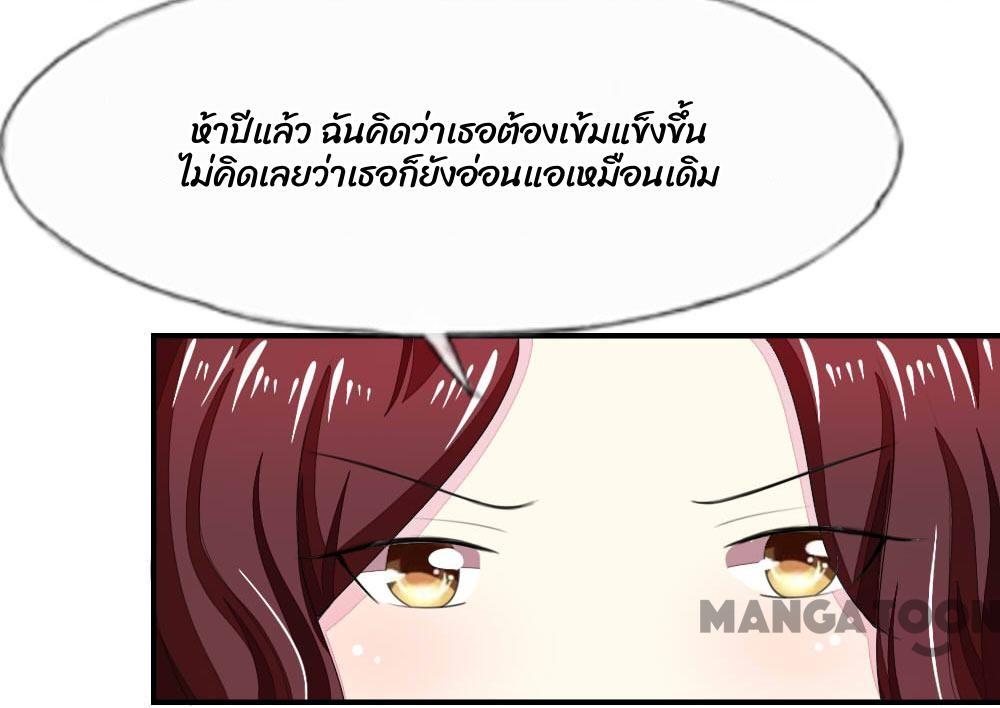 ห้าปีแล้ว ฉันคิดว่าเธอต้องเข้มแข็งขึ้น
ไม่คิดเลยว่าเธอก็ยังอ่อนแอเหมือนเดิม
MANGATOON